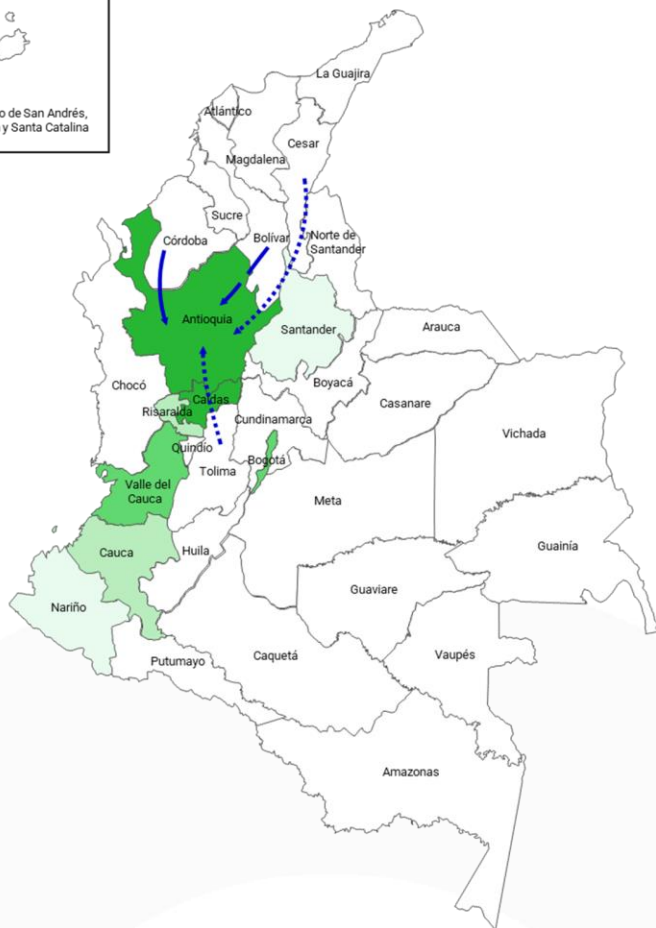 o de San Andrés,
y Santa Catalina
La Guajira
Atlántico
Cesar
Magdalena
Sucre
Córdoba
Bolívar
Norte de
Santander
Antioquia
Santander
Arauca
Chocó
Boyacá
Caldas
Casanare
Risaralda
Cundinamarca
Vichada
Quindío
Bogotá
Tolima
Valle del
Cauca
Meta
Cauca
Huila
Guainía
Guaviare
Nariño
Caquetá
Vaupés
Putumayo
Amazonas